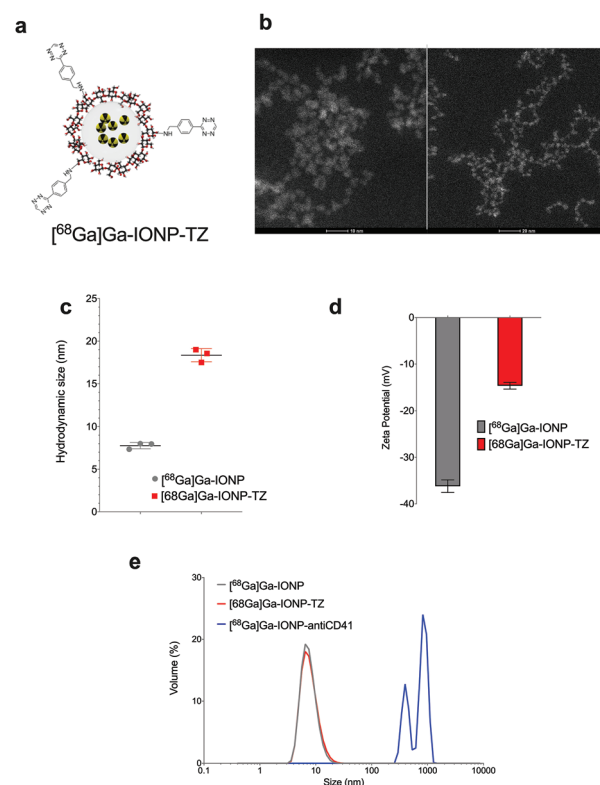 a
N=N
N-N
HN
NH
N=N
N-N
HN
N-N
[68Ga]Ga-IONP-TZ
b
10 nm
20 nm
c
Hydrodynamic size (nm)
25
20
15
10
5
0
[68Ga]Ga-IONP
[68Ga]Ga-IONP-TZ
d
Zeta Potential (mV)
0
-10
-20
-30
-40
[68Ga]Ga-IONP
[68Ga]Ga-IONP-TZ
e
[68Ga]Ga-IONP
[68Ga]Ga-IONP-TZ
[68Ga]Ga-IONP-antiCD41
Volume (%)
30
20
10
0
0.1 1 10 100 1000 10000
Size (nm)